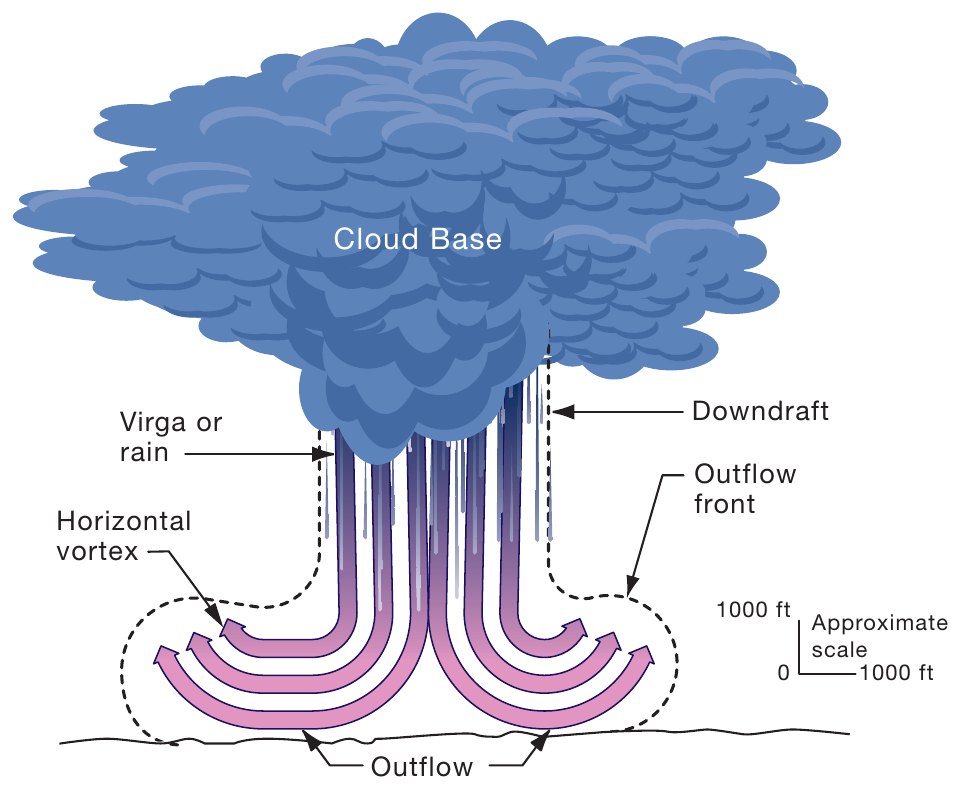 Cloud Base
Virga or
rain
Downdraft
Outflow
front
Horizontal
vortex
1000 ft
Approximate
scale
0
1000 ft
Outflow